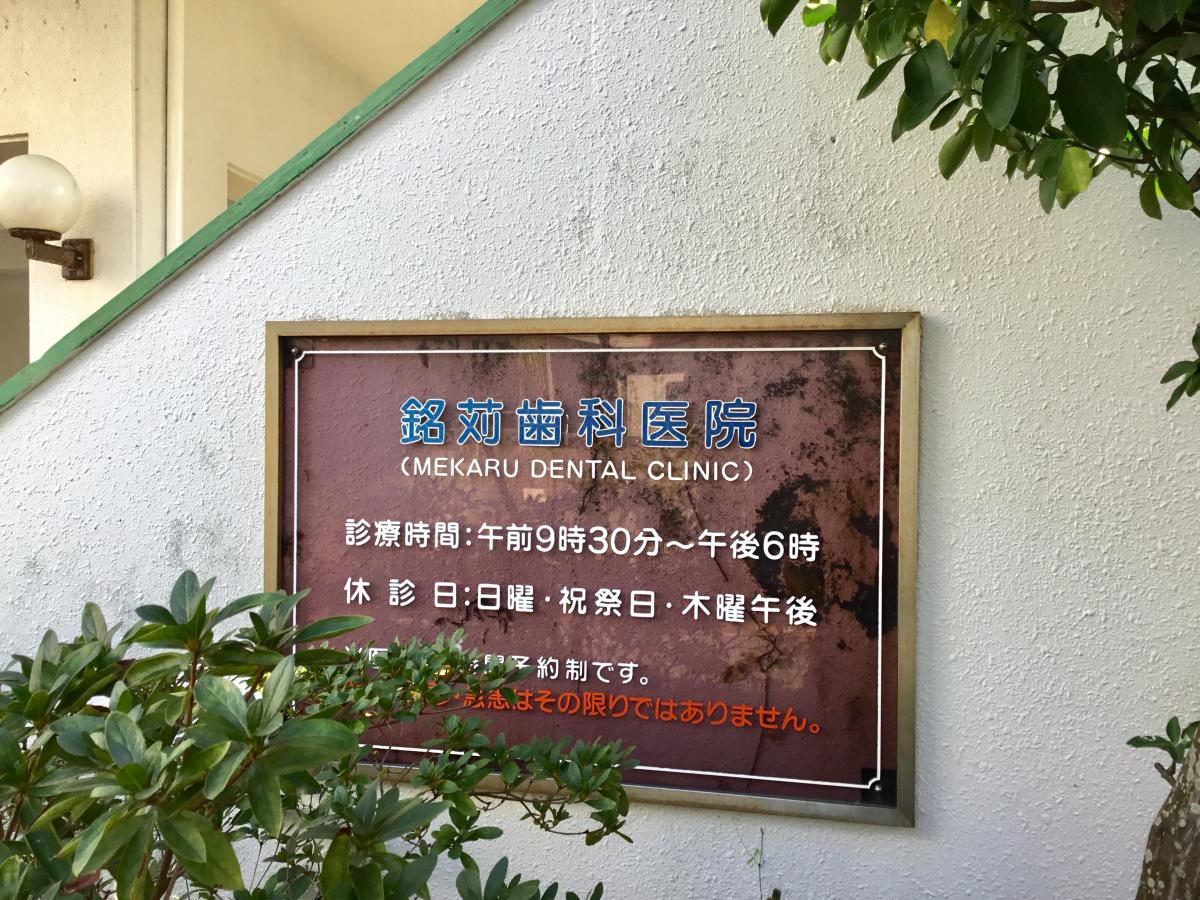 銘苅歯科医院
(MEKARU DENTAL CLINIC)
診療時間:午前9時30分〜午後6時
休診日:日曜・祝祭日・木曜午後
予約制です。
急患はその限りではありません。